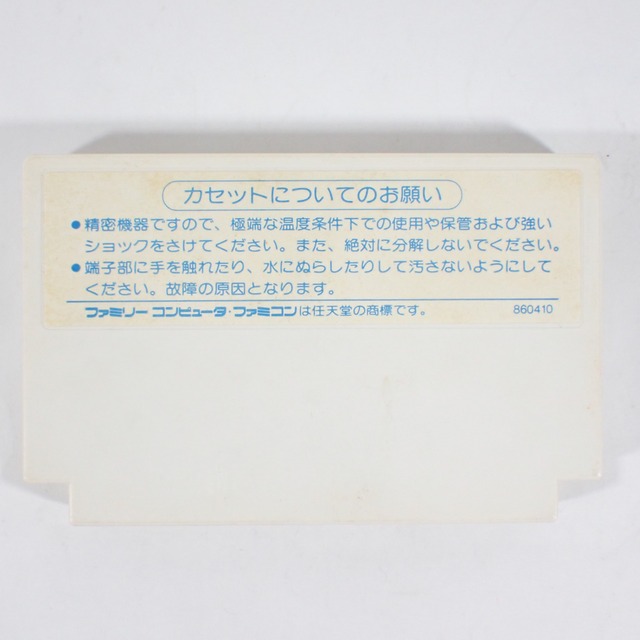 カセットについてのお願い
●精密機器ですので、極端な温度条件下での使用や保管および強い
ショックをさけてください。また、絶対に分解しないでください。
●端子部に手を触れたり、水にぬらしたりして汚さないようにして
ください。故障の原因となります。
ファミリー コンピュータ・ファミコンは任天堂の商標です。 860410